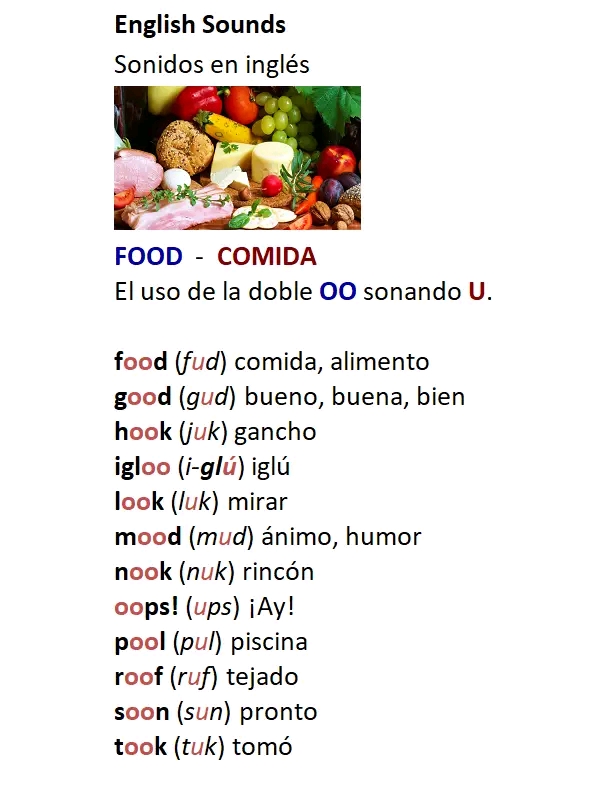 English Sounds
Sonidos en inglés
FOOD - COMIDA
El uso de la doble OO sonando U.
food (fud) comida, alimento
good (gud) bueno, buena, bien
hook (juk) gancho
igloo (i-glú) iglú
look (luk) mirar
mood (mud) ánimo, humor
nook (nuk) rincón
oops! (ups) ¡Ay!
pool (pul) piscina
roof (ruf) tejado
soon (sun) pronto
took (tuk) tomó